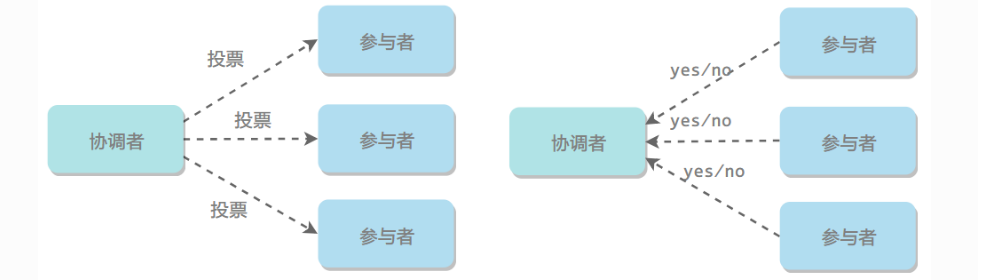 参与者
投票
投票
协调者
参与者
投票
参与者
参与者
yes/no
yes/no
协调者
参与者
yes/no
参与者